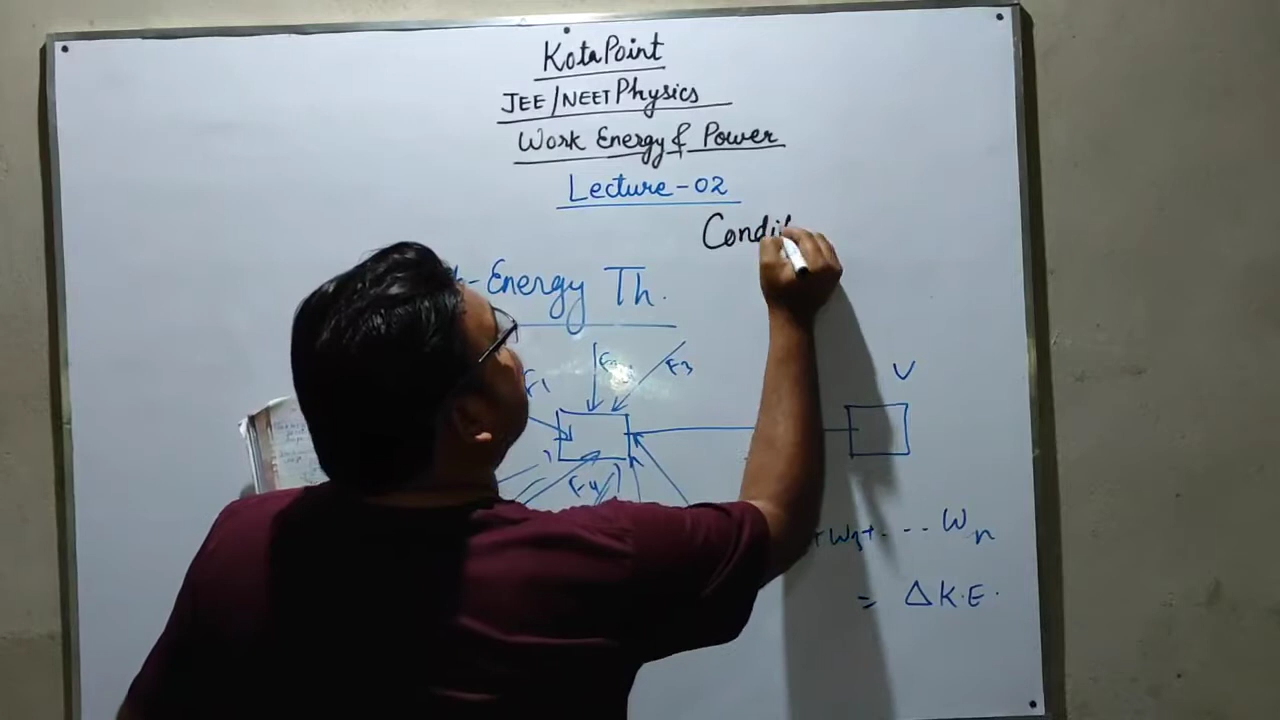 KotaPoint
JEE/NEET Physics
Work Energy & Power
Lecture-02
Condi
-Energy Th.
F1
F3
V
F4
+W3+ . - - - Wn
= ΔK.E.